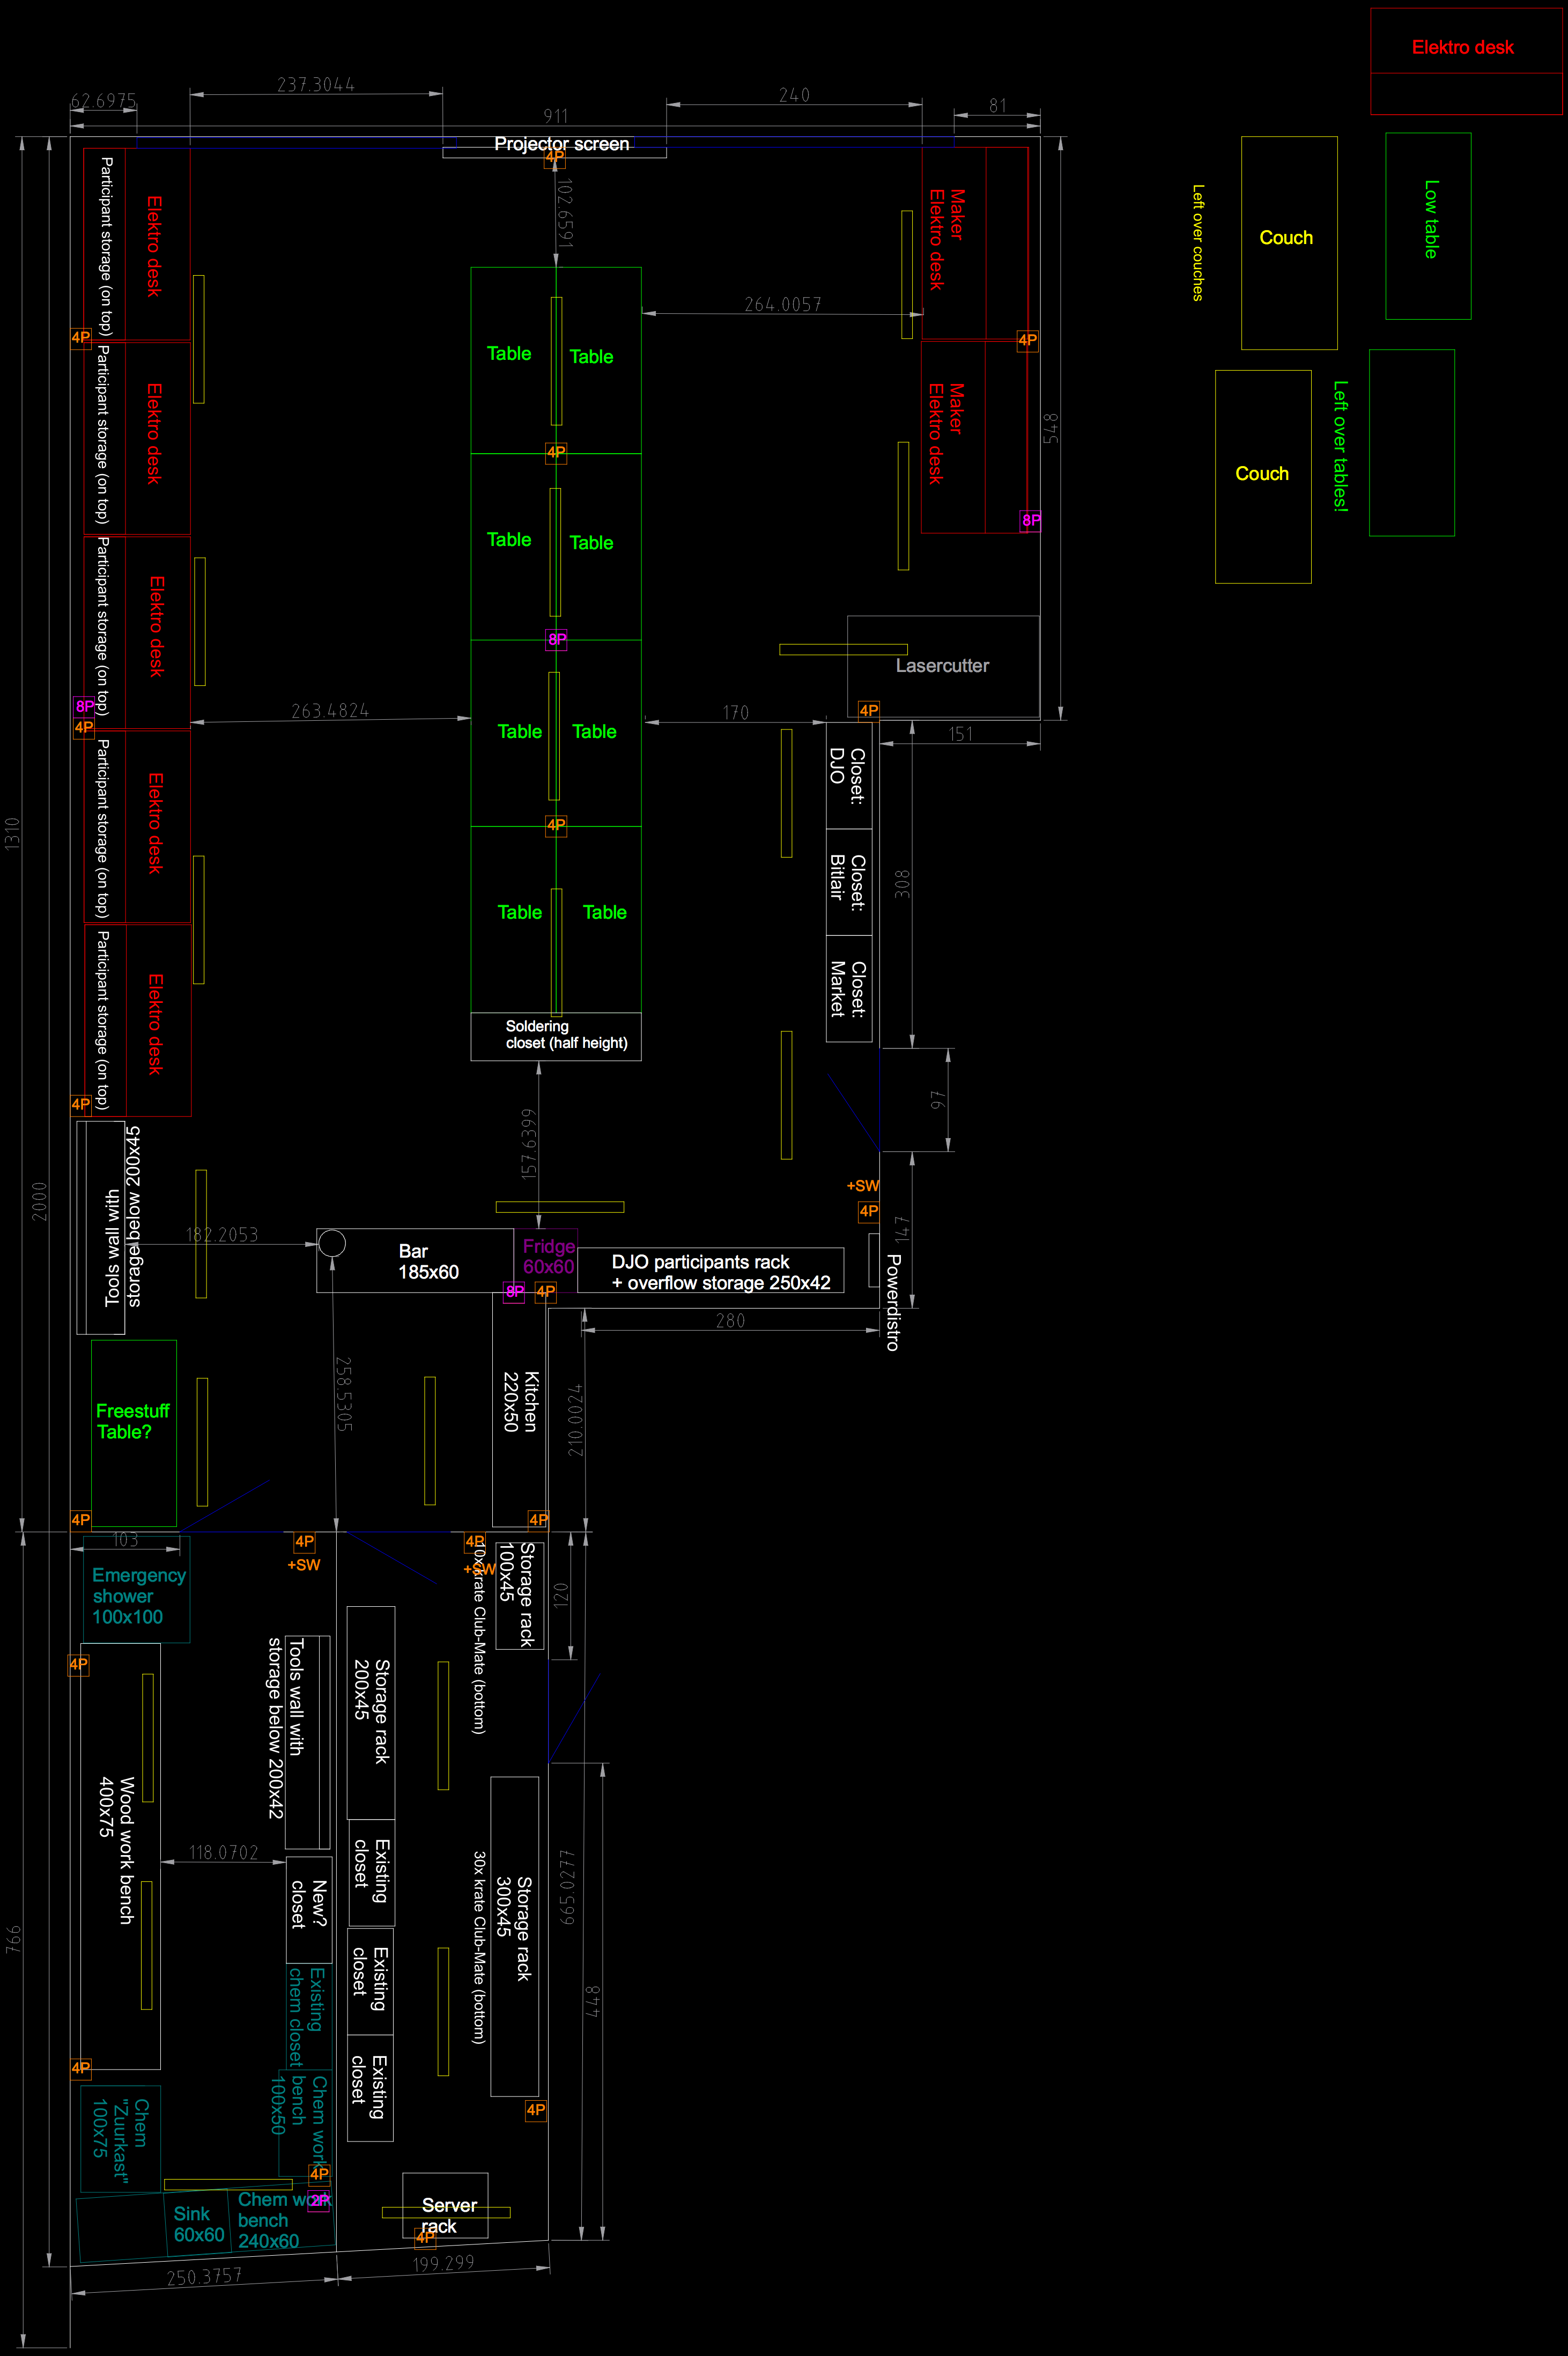 Elektro desk
237.3044
62.6975
240
81
911
Projector screen
4P
102.6591
Participant storage (on top)
Elektro desk
Maker
Elektro desk
Left over couches
Couch
Low table
264.0057
4P
Table
Table
4P
548
Participant storage (on top)
Elektro desk
Maker
Elektro desk
Left over tables!
4P
Couch
8P
Table
Table
Participant storage (on top)
Elektro desk
8P
Lasercutter
8P
4P
263.4824
170
4P
151
Table
Table
Participant storage (on top)
Elektro desk
Closet:
DJO
4P
1310
Closet:
Bitlair
308
Table
Table
Participant storage (on top)
Elektro desk
Closet:
Market
Soldering
closet (half height)
4P
97
157.6399
2000
Tools wall with
storage below 200x45
+SW
4P
147
182.2053
Bar
185x60
Fridge
60x60
DJO participants rack
+ overflow storage 250x42
8P
4P
Powerdistro
280
258.5305
Kitchen
220x50
210.0024
Freestuff
Table?
4P
4P
103
4P
+SW
4P
+SW
10x krate Club-Mate (bottom)
Storage rack
100x45
120
Emergency
shower
100x100
4P
Tools wall with
storage below 200x42
Storage rack
200x45
Wood work bench
400x75
118.0702
New?
closet
Existing
closet
30x krate Club-Mate (bottom)
Storage rack
300x45
665.0277
766
Existing
chem closet
Existing
closet
448
4P
Chem work
bench
100x50
Existing
closet
4P
Chem
"Zuurkast"
100x75
4P
2P
Sink
60x60
Chem work
bench
240x60
Server
rack
4P
250.3757
199.299